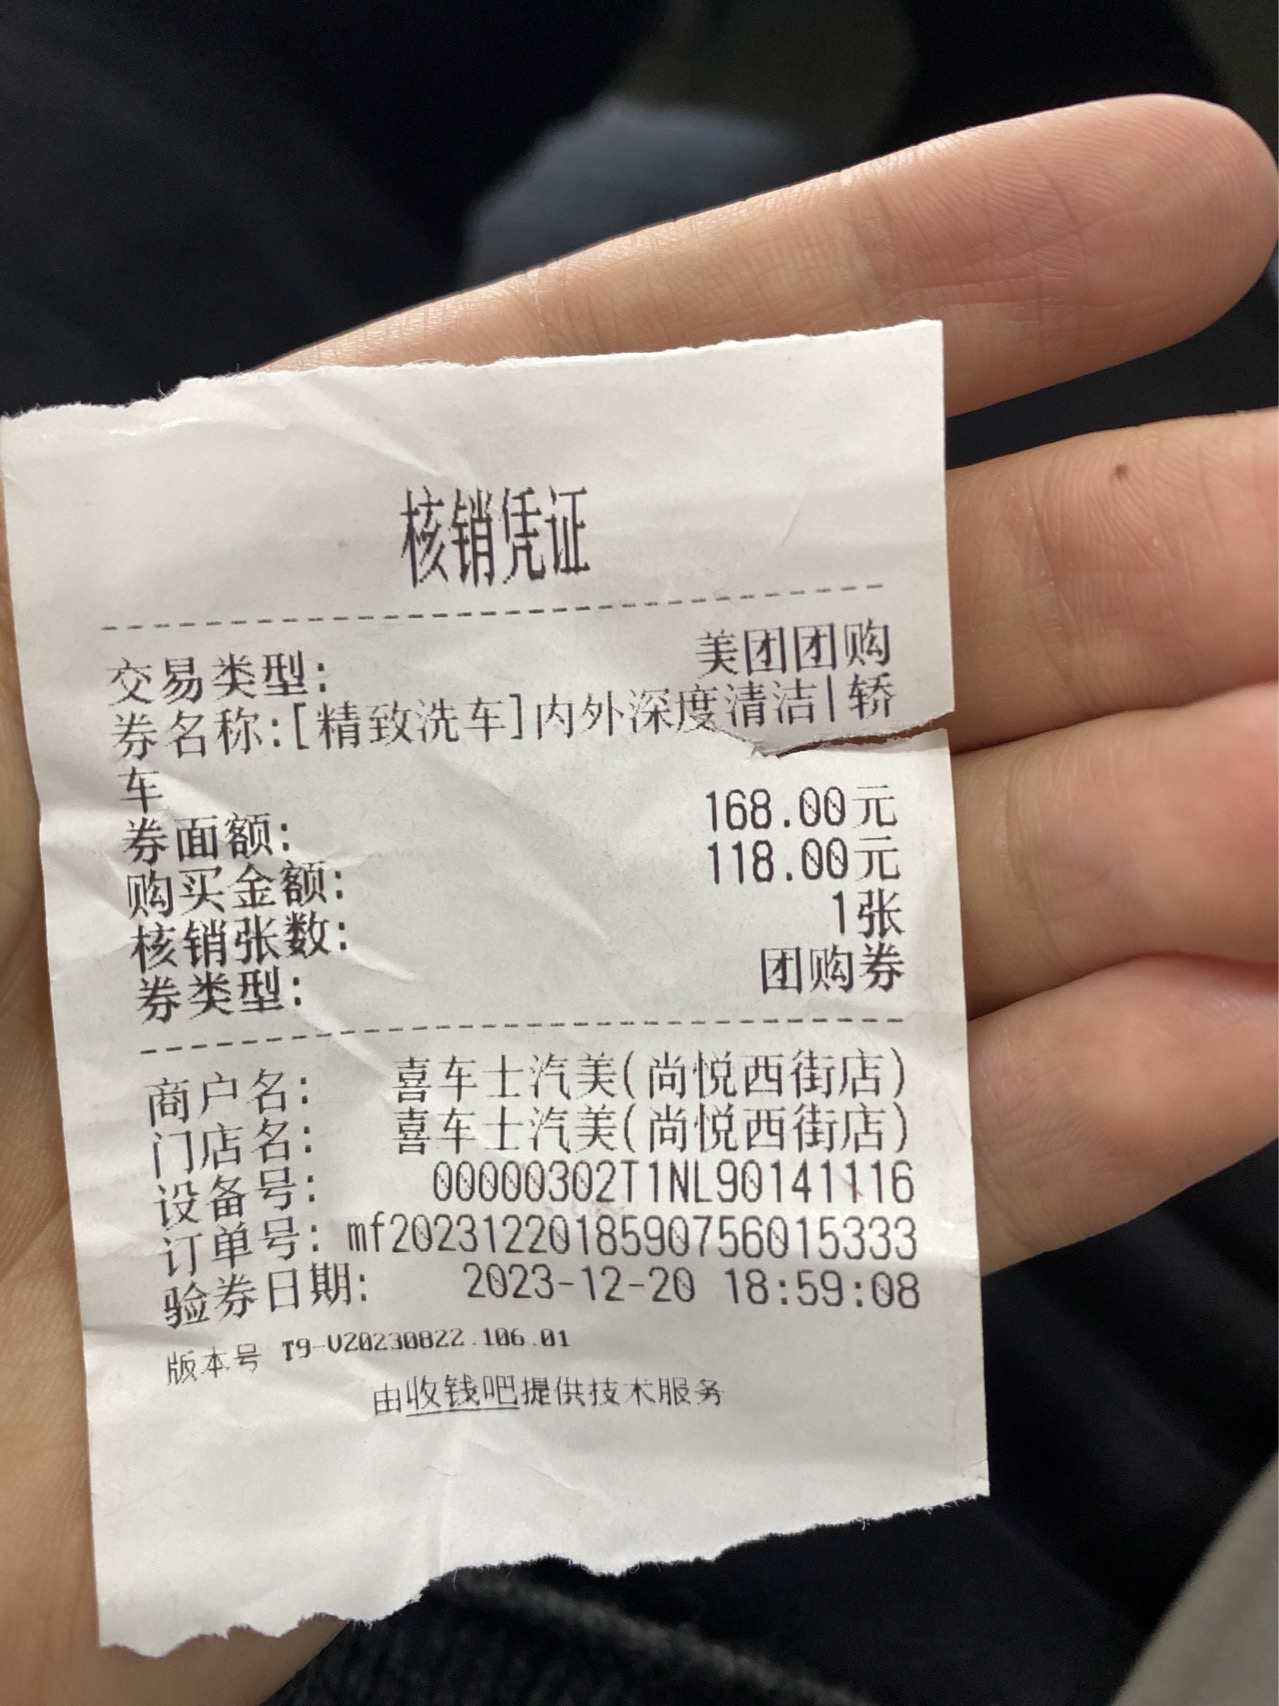 核销凭证
交易类型: 美团团购
券名称:[精致洗车]内外深度清洁|轿
车
券面额: 168.00元
购买金额: 118.00元
核销张数: 1张
券类型: 团购券
商户名: 喜车士汽美(尚悦西街店)
门店名: 喜车士汽美(尚悦西街店)
设备号: 00000302T1NL90141116
订单号: mf20231220185907756015333
验券日期: 2023-12-20 18:59:08
版本号 T9-V20230822.106.01
由收钱吧提供技术服务